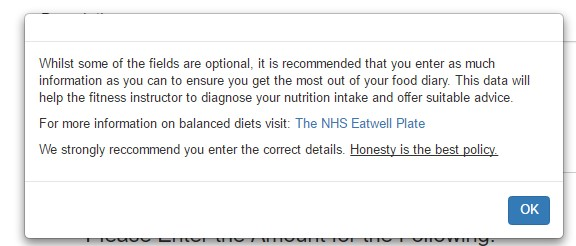 Whilst some of the fields are optional, it is recommended that you enter as much
information as you can to ensure you get the most out of your food diary. This data will
help the fitness instructor to diagnose your nutrition intake and offer suitable advice.
For more information on balanced diets visit: The NHS Eatwell Plate
We strongly reccommend you enter the correct details. Honesty is the best policy.
OK
Please Enter the Amount for the Following: